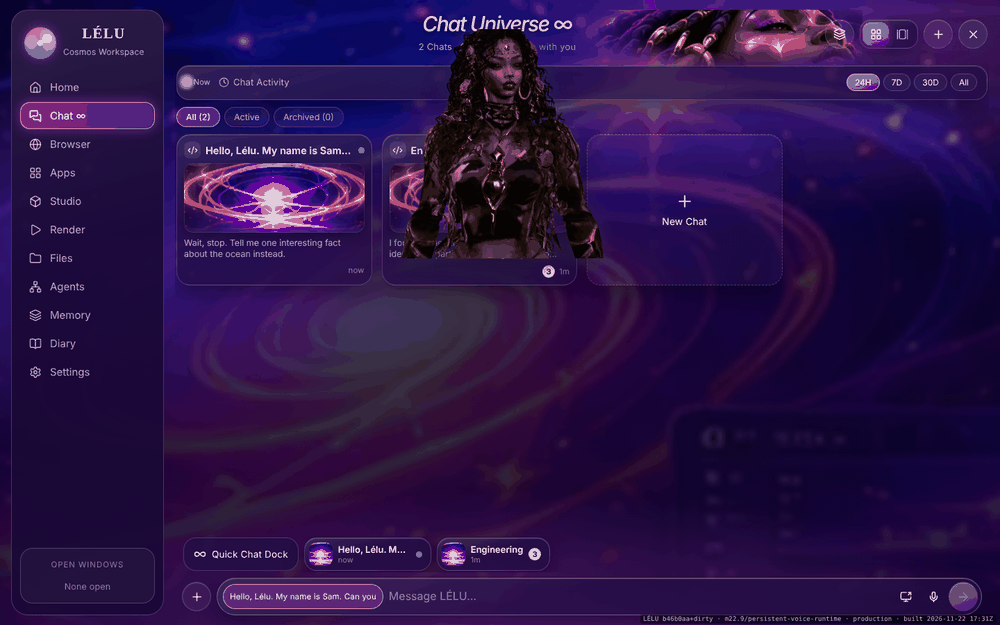 LÉLU
Cosmos Workspace
Home
Chat ∞
Browser
Apps
Studio
Render
Files
Agents
Memory
Diary
Settings
OPEN WINDOWS
None open
Chat Universe ∞
2 Chats
with you
Now
Chat Activity
24H
7D
30D
All
All (2)
Active
Archived (0)
Hello, Lélu. My name is Sam...
Wait, stop. Tell me one interesting fact
about the ocean instead.
now
En
I fou
ide
3 1m
New Chat
Quick Chat Dock
Hello, Lélu. M...
now
Engineering
1m
3
Hello, Lélu. My name is Sam. Can you
Message LÉLU...
LÉLU b46b0aa+dirty · m22.9/persistent-voice-runtime · production · built 2026-11-22 17:31Z